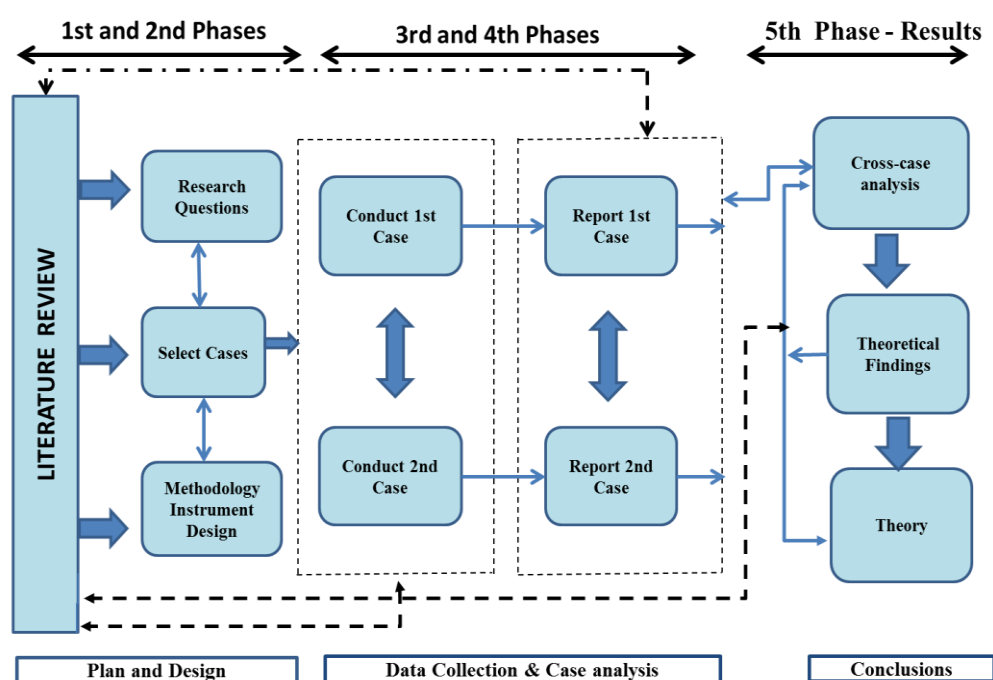 1st and 2nd Phases
3rd and 4th Phases
5th Phase - Results
LITERATURE REVIEW
Research
Questions
Select Cases
Methodology
Instrument
Design
Conduct 1st
Case
Conduct 2nd
Case
Report 1st
Case
Report 2nd
Case
Cross-case
analysis
Theoretical
Findings
Theory
Plan and Design
Data Collection & Case analysis
Conclusions